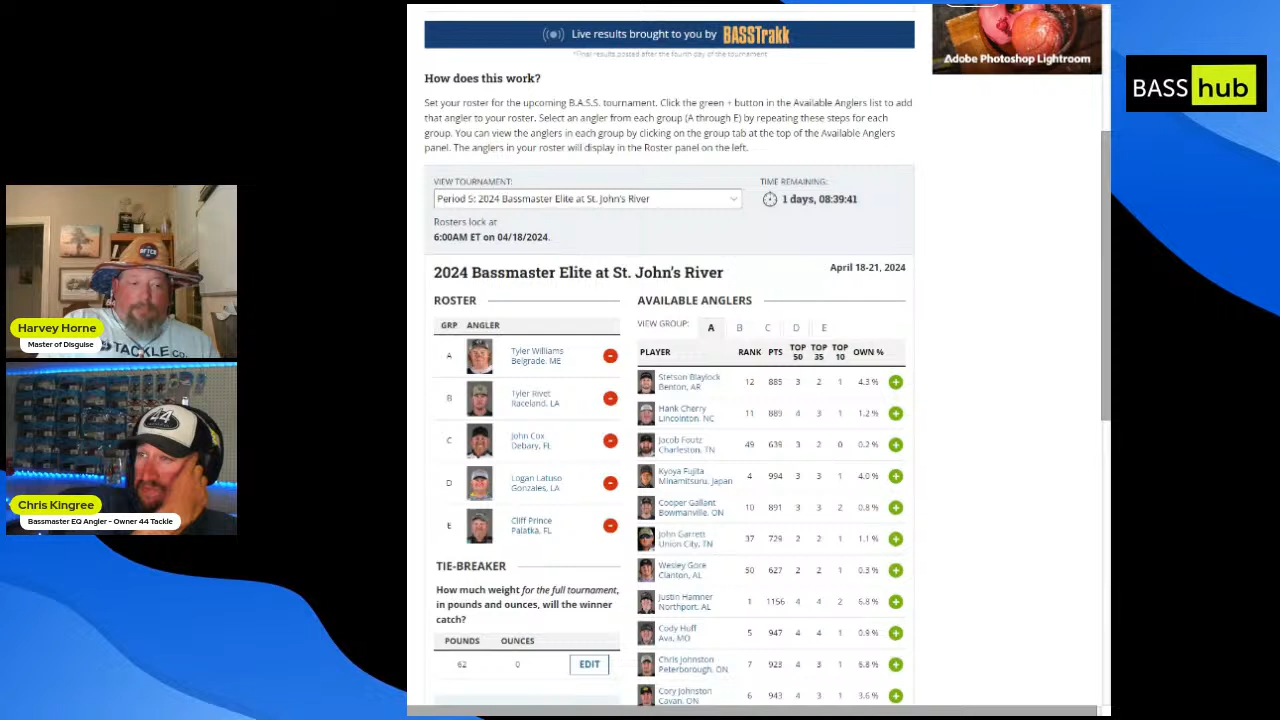 Adobe Photoshop Lightroom
Live results brought to you by BASSTrakk
*Final results posted after the fourth day of the tournament
BASS hub
How does this work?
Set your roster for the upcoming B.A.S.S. tournament. Click the green + button in the Available Anglers list to add
that angler to your roster. Select an angler from each group (A through E) by repeating these steps for each
group. You can view the anglers in each group by clicking on the group tab at the top of the Available Anglers
panel. The anglers in your roster will display in the Roster panel on the left.
VIEW TOURNAMENT:
Period 5: 2024 Bassmaster Elite at St. John's River
TIME REMAINING:
1 days, 08:39:41
Rosters lock at
6:00AM ET on 04/18/2024.
2024 Bassmaster Elite at St. John's River
April 18-21, 2024
ROSTER
GRP ANGLER
A Tyler Williams
Belgrade, ME
B Tyler Rivet
Raceland, LA
C John Cox
Debary, FL
D Logan Latuso
Gonzales, LA
E Cliff Prince
Palatka, FL
TIE-BREAKER
How much weight for the full tournament,
in pounds and ounces, will the winner
catch?
POUNDS OUNCES
62 0 EDIT
AVAILABLE ANGLERS
VIEW GROUP: A B C D E
PLAYER RANK PTS TOP 50 TOP 35 TOP 10 OWN %
Stetson Blaylock 12 885 3 2 1 4.3 %
Benton, AR
Hank Cherry 11 889 4 3 1 1.2 %
Lincolnton, NC
Jacob Foutz 49 639 3 2 0 0.2 %
Charleston, TN
Kyoya Fujita 4 994 3 3 1 4.0 %
Minamitsuru, Japan
Cooper Gallant 10 891 3 3 2 0.8 %
Bowmanville, ON
John Garrett 37 729 2 2 1 1.1 %
Union City, TN
Wesley Gore 50 627 2 2 1 0.3 %
Clanton, AL
Justin Hamner 1 1156 4 4 2 6.8 %
Northport, AL
Cody Huff 5 947 4 4 1 0.9 %
Ava, MO
Chris Johnston 7 923 4 3 1 6.8 %
Peterborough, ON
Cory Johnston 6 943 4 3 1 3.6 %
Cavan, ON
AFTER
TACKLE CO.
Harvey Horne
Master of Disguise
44
Chris Kingree
Bassmaster EQ Angler - Owner 44 Tackle